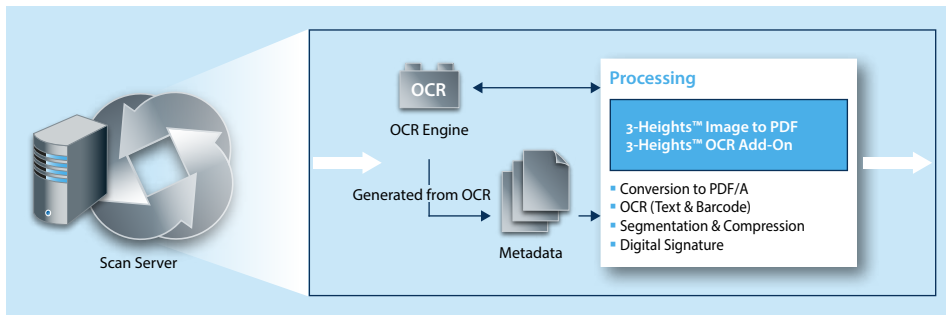 Scan Server
OCR
OCR Engine
Generated from OCR
Metadata
Processing
3-Heights™ Image to PDF
3-Heights™ OCR Add-On
▪ Conversion to PDF/A
▪ OCR (Text & Barcode)
▪ Segmentation & Compression
▪ Digital Signature